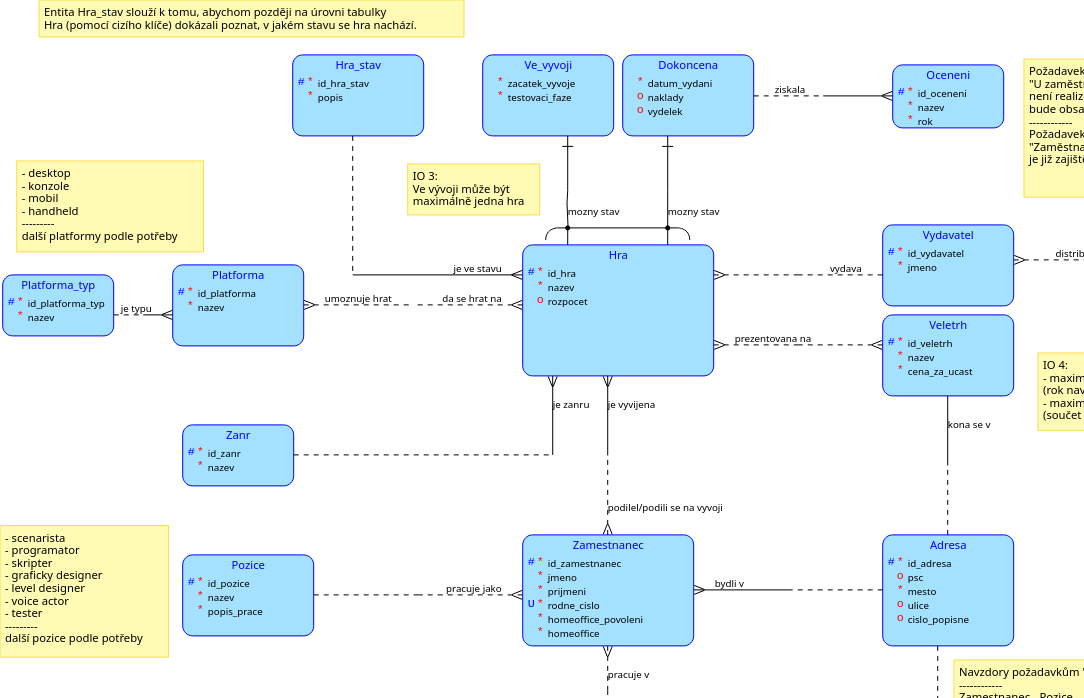 Entita Hra_stav slouží k tomu, abychom později na úrovni tabulky
Hra (pomocí cizího klíče) dokázali poznat, v jakém stavu se hra nachází.
Hra_stav
# * id_hra_stav
* popis
Ve_vyvoji
* zacatek_vyvoje
* testovaci_faze
Dokoncena
* datum_vydani
o naklady
o vydelek
ziskala
Oceneni
# * id_oceneni
* nazev
* rok
Požadavek
"U zaměstn
není realiz
bude obsa
------------
Požadavek
"Zaměstna
je již zajiště
- desktop
- konzole
- mobil
- handheld
---------
další platformy podle potřeby
IO 3:
Ve vývoji může být
maximálně jedna hra
mozny stav
mozny stav
Platforma_typ
# * id_platforma_typ
* nazev
je typu
Platforma
# * id_platforma
* nazev
umoznuje hrat
da se hrat na
je ve stavu
Hra
# * id_hra
* nazev
o rozpocet
vydava
Vydavatel
# * id_vydavatel
* jmeno
distrib
prezentovana na
Veletrh
# * id_veletrh
* nazev
* cena_za_ucast
IO 4:
- maxim
(rok nav
- maxim
(součet
je zanru
je vyvijena
kona se v
Zanr
# * id_zanr
* nazev
podilel/podili se na vyvoji
- scenarista
- programator
- skripter
- graficky designer
- level designer
- voice actor
- tester
---------
další pozice podle potřeby
Pozice
# * id_pozice
* nazev
* popis_prace
pracuje jako
Zamestnanec
# * id_zamestnanec
* jmeno
* prijmeni
U * rodne_cislo
* homeoffice_povoleni
* homeoffice
bydli v
Adresa
# * id_adresa
o psc
* mesto
o ulice
o cislo_popisne
pracuje v
Navzdory požadavkům "
------------
Zamestnanec - Pozice